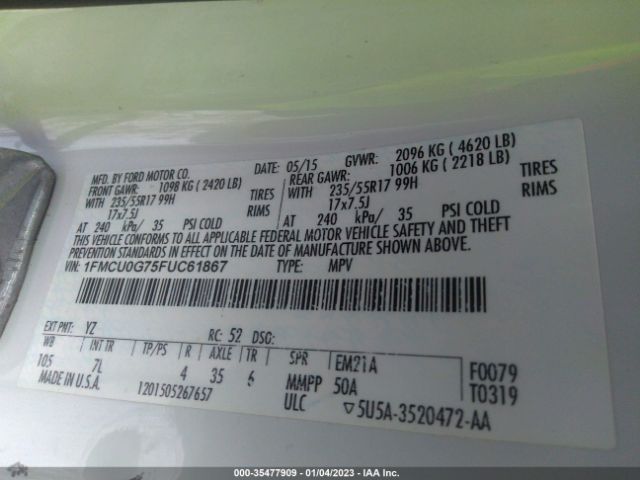 MFD. BY FORD MOTOR CO.
DATE: 05/15 GVWR: 2096 KG ( 4620 LB)
FRONT GAWR: 1098 KG ( 2420 LB) REAR GAWR: 1006 KG ( 2218 LB)
WITH 235/55R17 99H TIRES WITH 235/55R17 99H TIRES
17x7.5J RIMS 17x7.5J RIMS
AT 240 kPa/ 35 PSI COLD AT 240 kPa/ 35 PSI COLD
THIS VEHICLE CONFORMS TO ALL APPLICABLE FEDERAL MOTOR VEHICLE SAFETY AND THEFT
PREVENTION STANDARDS IN EFFECT ON THE DATE OF MANUFACTURE SHOWN ABOVE.
VIN: 1FMCU0G75FUC61867 TYPE: MPV
EXT PNT: YZ RC: 52 DSO:
WB INT TR TP/PS R AXLE TR SPR EM21A F0079
105 7L 4 35 6 MMPP 50A T0319
MADE IN U.S.A. 1201505267657 ULC ▽5U5A-3520472-AA
000-35477909 - 01/04/2023 - IAA Inc.